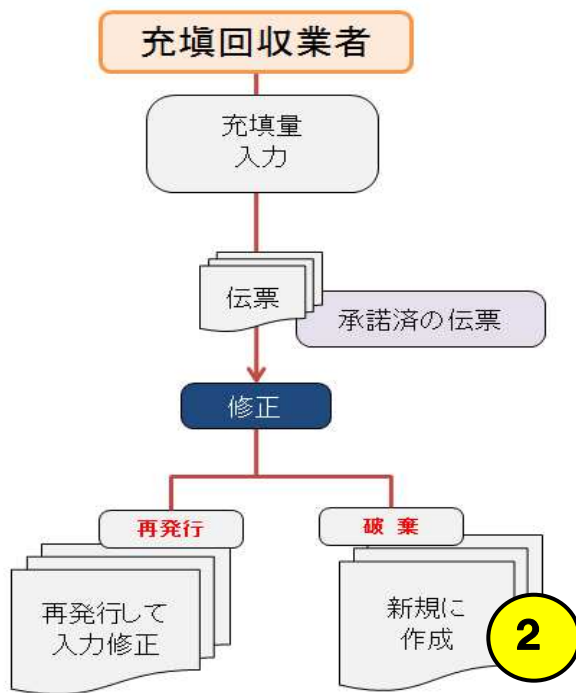 充塡回収業者
充填量
入力
伝票
承諾済の伝票
修正
再発行
破 棄
再発行して
入力修正
新規に
作成
2